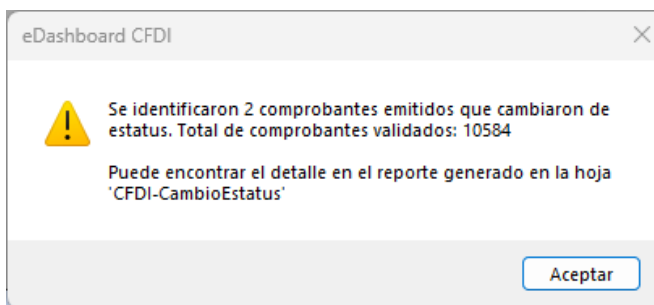 eDashboard CFDI
Se identificaron 2 comprobantes emitidos que cambiaron de
estatus. Total de comprobantes validados: 10584
Puede encontrar el detalle en el reporte generado en la hoja
'CFDI-CambioEstatus'
Aceptar